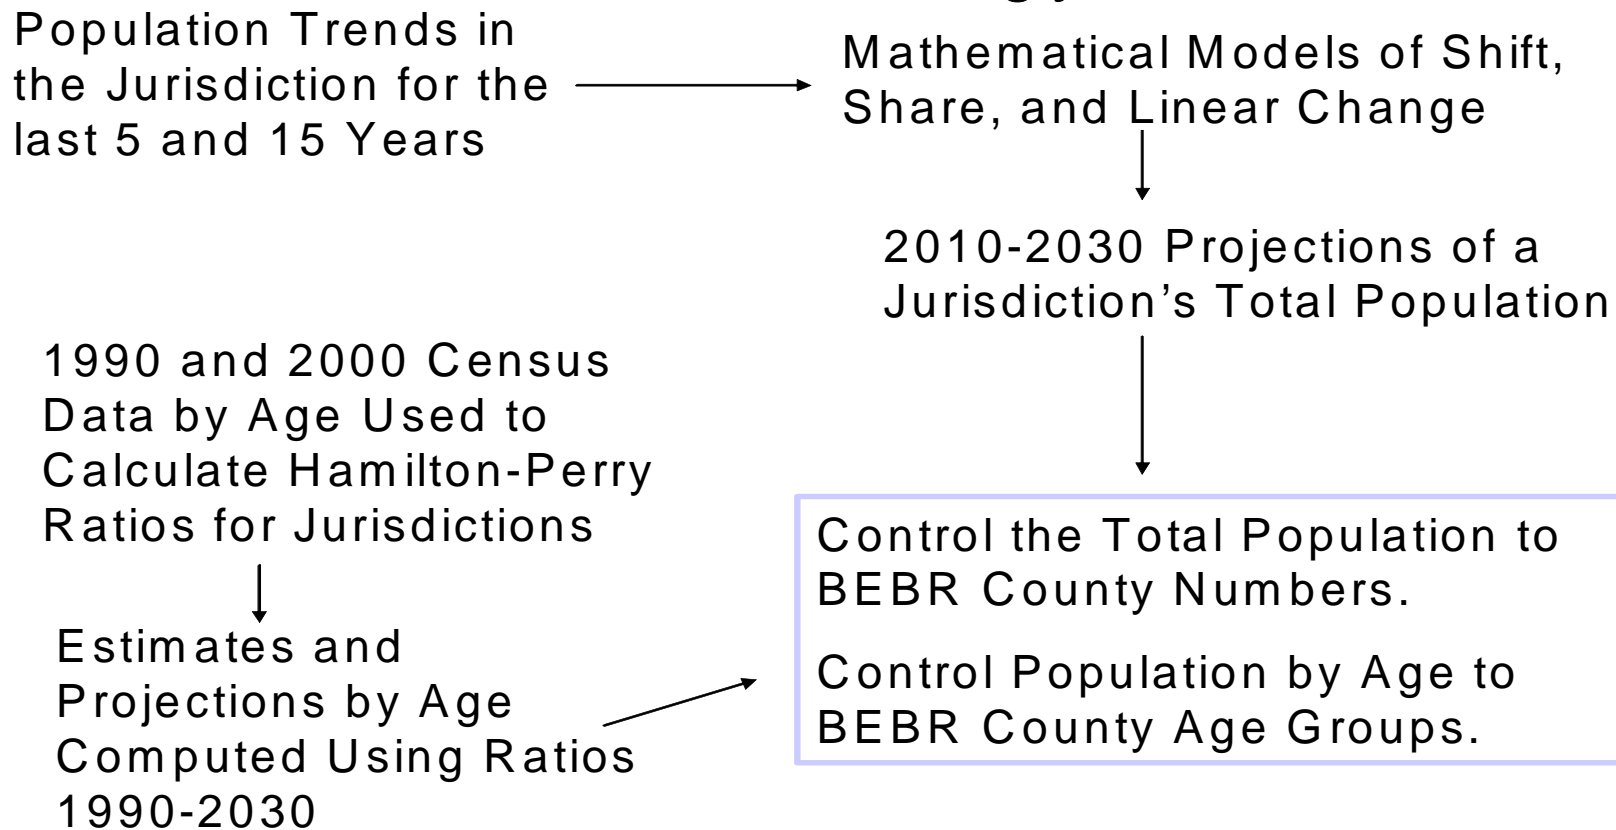 Population Trends in
the Jurisdiction for the
last 5 and 15 Years
Mathematical Models of Shift,
Share, and Linear Change
2010-2030 Projections of a
Jurisdiction’s Total Population
1990 and 2000 Census
Data by Age Used to
Calculate Hamilton-Perry
Ratios for Jurisdictions
Estimates and
Projections by Age
Computed Using Ratios
1990-2030
Control the Total Population to
BEBR County Numbers.
Control Population by Age to
BEBR County Age Groups.